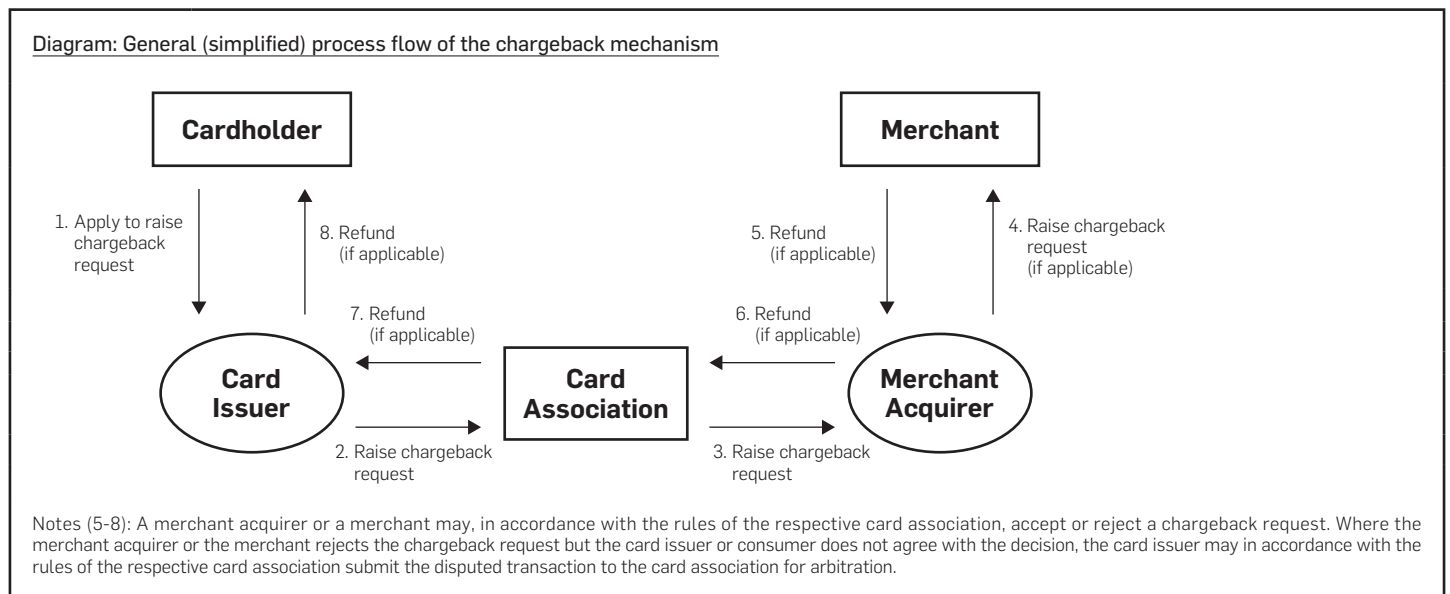 Diagram: General (simplified) process flow of the chargeback mechanism
Cardholder
Merchant
1. Apply to raise
chargeback
request
8. Refund
(if applicable)
5. Refund
(if applicable)
4. Raise chargeback
request
(if applicable)
7. Refund
(if applicable)
6. Refund
(if applicable)
Card
Issuer
Card
Association
Merchant
Acquirer
2. Raise chargeback
request
3. Raise chargeback
request
Notes (5-8): A merchant acquirer or a merchant may, in accordance with the rules of the respective card association, accept or reject a chargeback request. Where the
merchant acquirer or the merchant rejects the chargeback request but the card issuer or consumer does not agree with the decision, the card issuer may in accordance with the
rules of the respective card association submit the disputed transaction to the card association for arbitration.